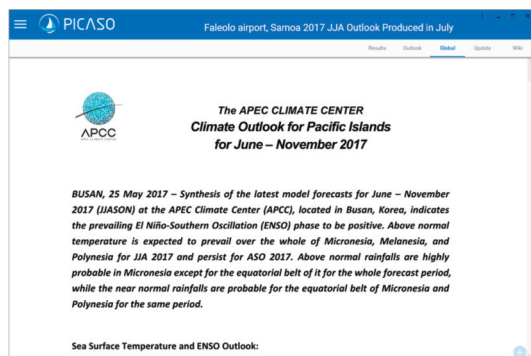 PICASO
Faleolo airport, Samoa 2017 JJA Outlook Produced in July
Results Outlook Global Update Wiki
APCC
The APEC CLIMATE CENTER
Climate Outlook for Pacific Islands
for June – November 2017
BUSAN, 25 May 2017 – Synthesis of the latest model forecasts for June – November
2017 (JJASON) at the APEC Climate Center (APCC), located in Busan, Korea, indicates
the prevailing El Niño-Southern Oscillation (ENSO) phase to be positive. Above normal
temperature is expected to prevail over the whole of Micronesia, Melanesia, and
Polynesia for JJA 2017 and persist for ASO 2017. Above normal rainfalls are highly
probable in Micronesia except for the equatorial belt of it for the whole forecast period,
while the near normal rainfalls are probable for the equatorial belt of Micronesia and
Polynesia for the same period.
Sea Surface Temperature and ENSO Outlook: